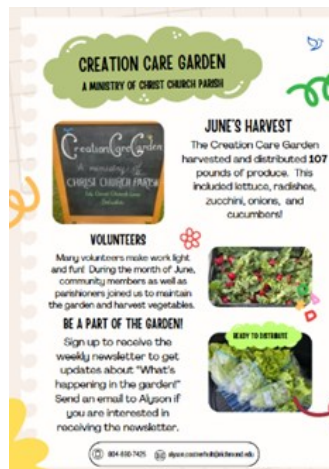 CREATION CARE GARDEN
A MINISTRY OF CHRIST CHURCH PARISH
CreationCareGarden
A ministry of
CHRIST CHURCH PARISH
JUNE'S HARVEST
The Creation Care Garden
harvested and distributed 107
pounds of produce. This
included lettuce, radishes,
zucchini, onions, and
cucumbers!
VOLUNTEERS
Many volunteers make work light
and fun! During the month of June,
community members as well as
parishioners joined us to maintain
the garden and harvest vegetables.
BE A PART OF THE GARDEN!
Sign up to receive the
weekly newsletter to get
updates about "What's
happening in the garden!"
Send an email to Alyson if
you are interested in
receiving the newsletter.
READY TO DISTRIBUTE